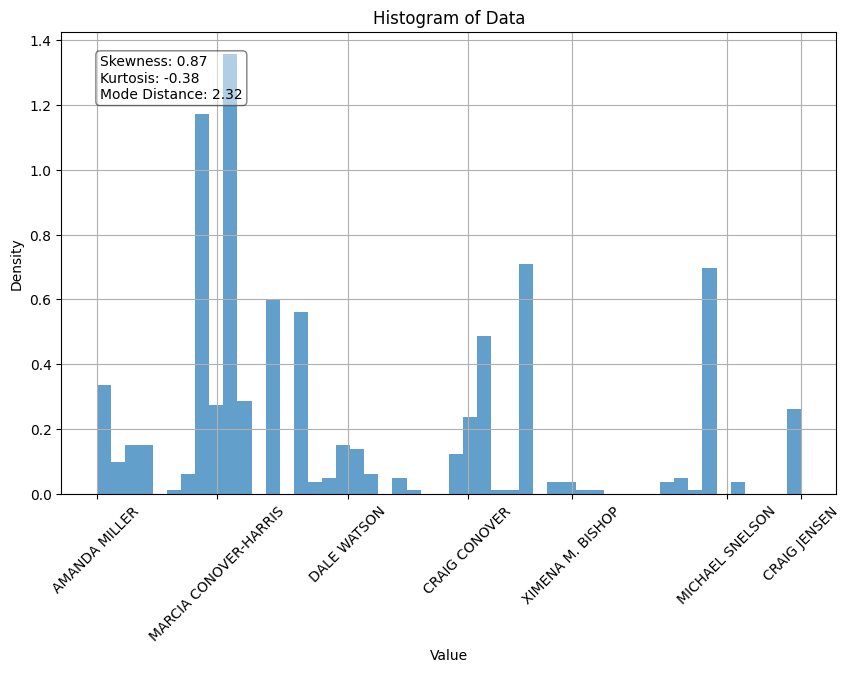 Histogram of Data
Skewness: 0.87
Kurtosis: -0.38
Mode Distance: 2.32
1.4
1.2
1.0
0.8
0.6
0.4
0.2
0.0
Density
AMANDA MILLER
MARCIA CONOVER-HARRIS
DALE WATSON
CRAIG CONOVER
XIMENA M. BISHOP
MICHAEL SNELSON
CRAIG JENSEN
Value